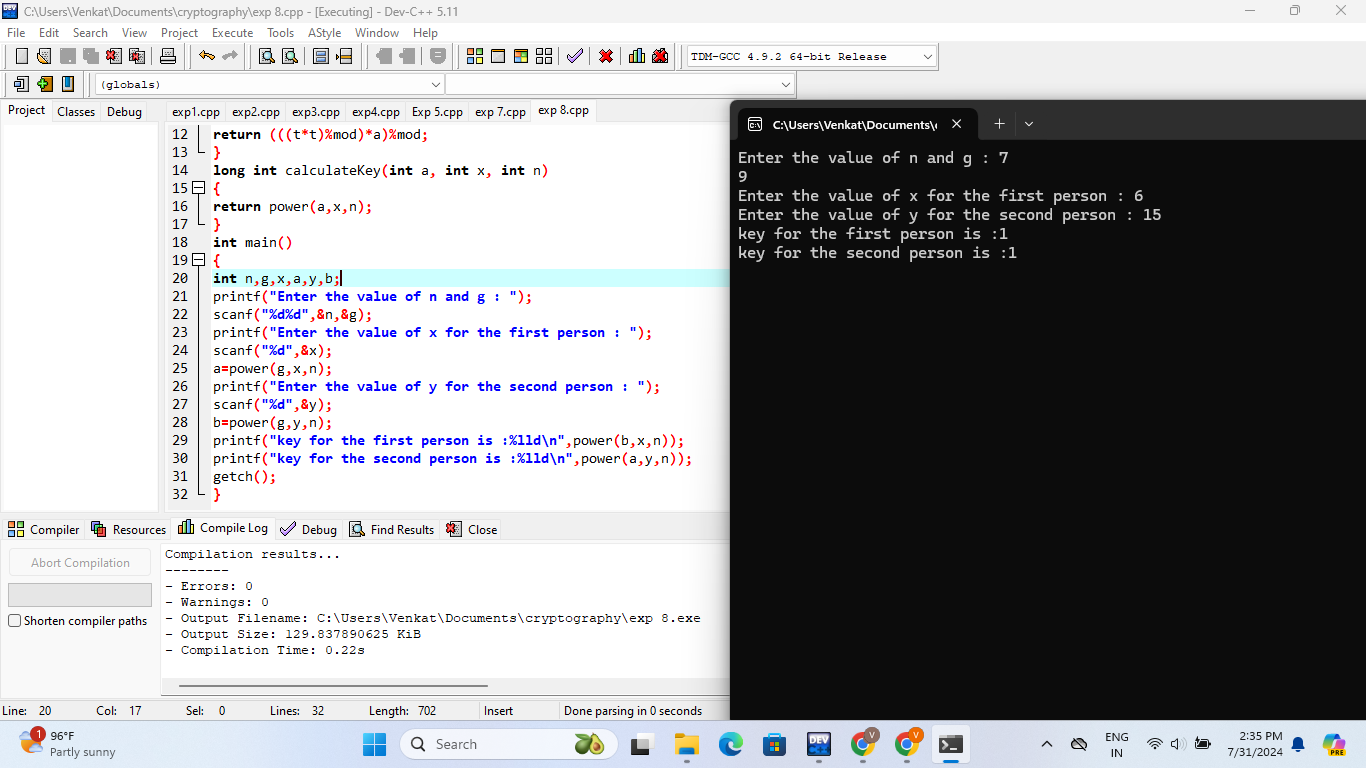 C:\Users\Venkat\Documents\cryptography\exp 8.cpp - [Executing] - Dev-C++ 5.11
File Edit Search View Project Execute Tools AStyle Window Help
TDM-GCC 4.9.2 64-bit Release
(globals)
Project Classes Debug
exp1.cpp exp2.cpp exp3.cpp exp4.cpp Exp 5.cpp exp 7.cpp exp 8.cpp
12 return (((t*t)%mod)*a)%mod;
13 }
14 long int calculateKey(int a, int x, int n)
15 {
16 return power(a,x,n);
17 }
18 int main()
19 {
20 int n,g,x,a,y,b;
21 printf("Enter the value of n and g : ");
22 scanf("%d%d",&n,&g);
23 printf("Enter the value of x for the first person : ");
24 scanf("%d",&x);
25 a=power(g,x,n);
26 printf("Enter the value of y for the second person : ");
27 scanf("%d",&y);
28 b=power(g,y,n);
29 printf("key for the first person is :%lld\n",power(b,x,n));
30 printf("key for the second person is :%lld\n",power(a,y,n));
31 getch();
32 }
C:\Users\Venkat\Documents\
Enter the value of n and g : 7
9
Enter the value of x for the first person : 6
Enter the value of y for the second person : 15
key for the first person is :1
key for the second person is :1
Compiler Resources Compile Log Debug Find Results Close
Abort Compilation
Shorten compiler paths
Compilation results...
--------
- Errors: 0
- Warnings: 0
- Output Filename: C:\Users\Venkat\Documents\cryptography\exp 8.exe
- Output Size: 129.837890625 KiB
- Compilation Time: 0.22s
Line: 20 Col: 17 Sel: 0 Lines: 32 Length: 702 Insert Done parsing in 0 seconds
1
96°F
Partly sunny
Search
DEV
V
V
ENG
IN
2:35 PM
7/31/2024
PRE